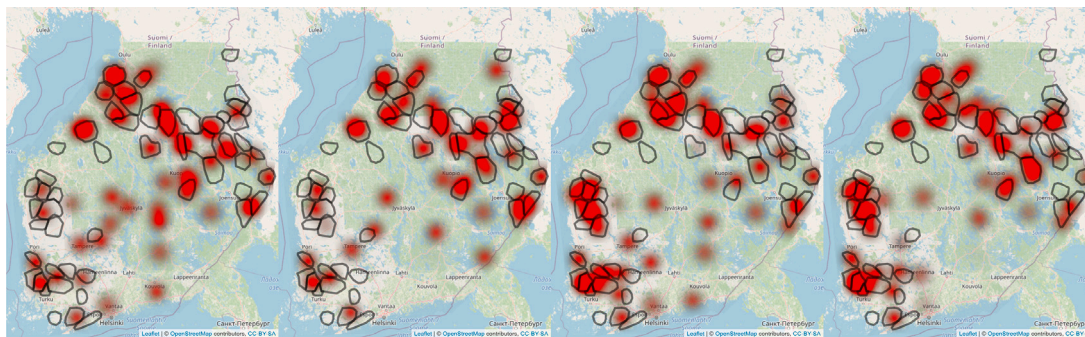 Luleå
Suomi /
Finland
Oulu
Kuopio
Joensuu
Jyväskylä
Pori
Tampere
Hämeenlinna
Lahti
Lappeenranta
Kouvola
Turku
Vantaa
Helsinki
Suomenlahti
Санкт-Петербург
Leaflet | © OpenStreetMap contributors, CC-BY-SA
Luleå
Suomi /
Finland
Oulu
Kuopio
Joensuu
Jyväskylä
Pori
Tampere
Hämeenlinna
Lahti
Lappeenranta
Kouvola
Turku
Vantaa
Helsinki
Санкт-Петербург
Leaflet | © OpenStreetMap contributors, CC-BY-SA
Luleå
Suomi /
Finland
Oulu
Kuopio
Joensuu
Jyväskylä
Pori
Tampere
Lahti
Lappeenranta
Kouvola
Turku
Vantaa
Helsinki
Санкт-Петербург
Leaflet | © OpenStreetMap contributors, CC-BY-SA
Luleå
Suomi /
Finland
Oulu
Kuopio
Joensuu
Jyväskylä
Pori
Tampere
Lahti
Lappeenranta
Kouvola
Turku
Vantaa
Helsinki
Санкт-Петербург
Leaflet | © OpenStreetMap contributors, CC-BY-SA